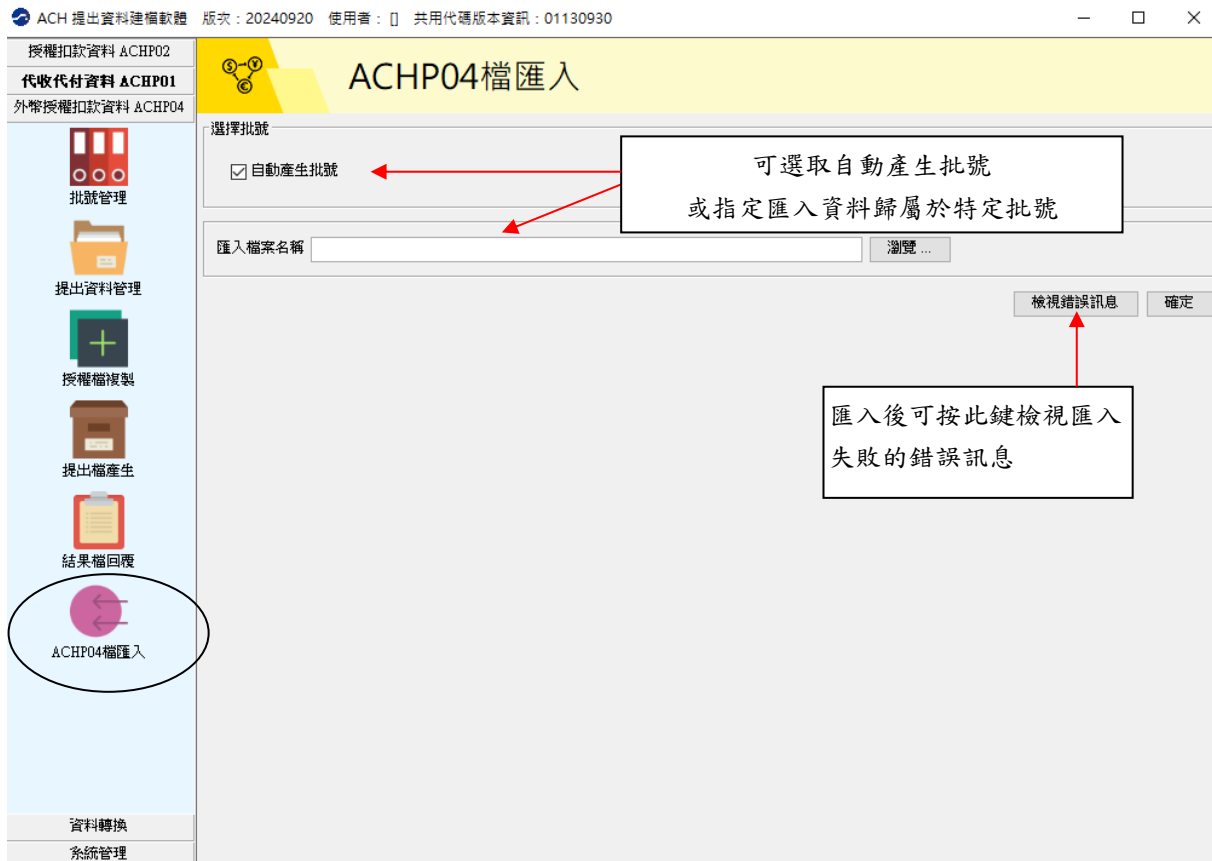 ACH 提出資料建檔軟體 版次：20240920 使用者： [] 共用代碼版本資訊：01130930
授權扣款資料 ACHP02
代收代付資料 ACHP01
外幣授權扣款資料 ACHP04
批號管理
提出資料管理
授權檔複製
提出檔產生
結果檔回覆
ACHP04檔匯入
資料轉換
系統管理
ACHP04檔匯入
選擇批號
自動產生批號
可選取自動產生批號
或指定匯入資料歸屬於特定批號
匯入檔案名稱
瀏覽 ...
檢視錯誤訊息
確定
匯入後可按此鍵檢視匯入
失敗的錯誤訊息